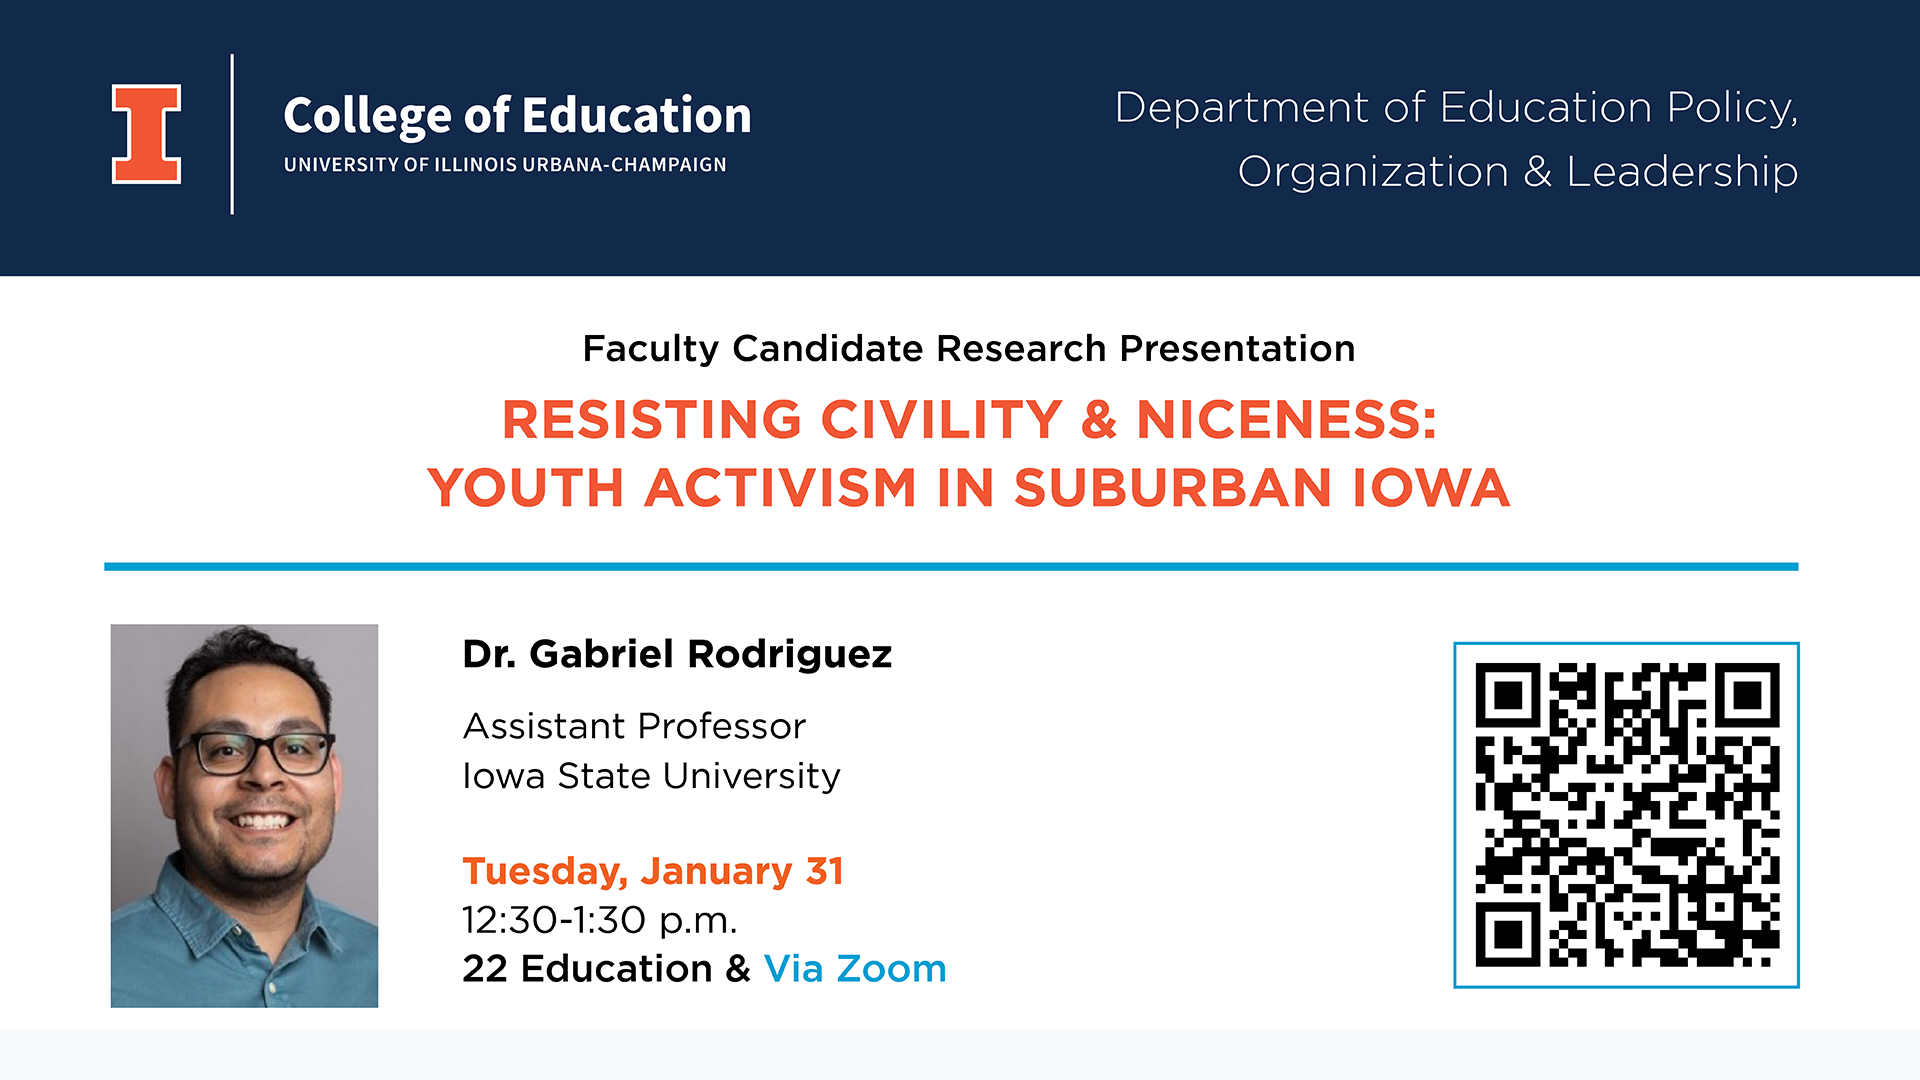 I
College of Education
UNIVERSITY OF ILLINOIS URBANA-CHAMPAIGN
Department of Education Policy,
Organization & Leadership
Faculty Candidate Research Presentation
RESISTING CIVILITY & NICENESS:
YOUTH ACTIVISM IN SUBURBAN IOWA
Dr. Gabriel Rodriguez
Assistant Professor
Iowa State University
Tuesday, January 31
12:30-1:30 p.m.
22 Education & Via Zoom